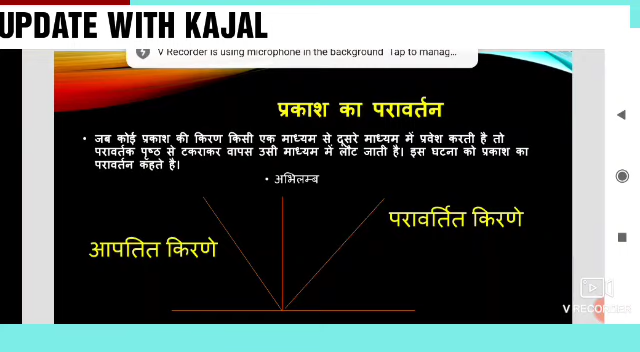 UPDATE WITH KAJAL
V Recorder is using microphone in the background Tap to manag...
प्रकाश का परावर्तन
• जब कोई प्रकाश की किरण किसी एक माध्यम से दूसरे माध्यम में प्रवेश करती है तो
परावर्तक पृष्ठ से टकराकर वापस उसी माध्यम में लौट जाती है। इस घटना को प्रकाश का
परावर्तन कहते है।
• अभिलम्ब
परावर्तित किरणे
आपतित किरणे
V RECORDER